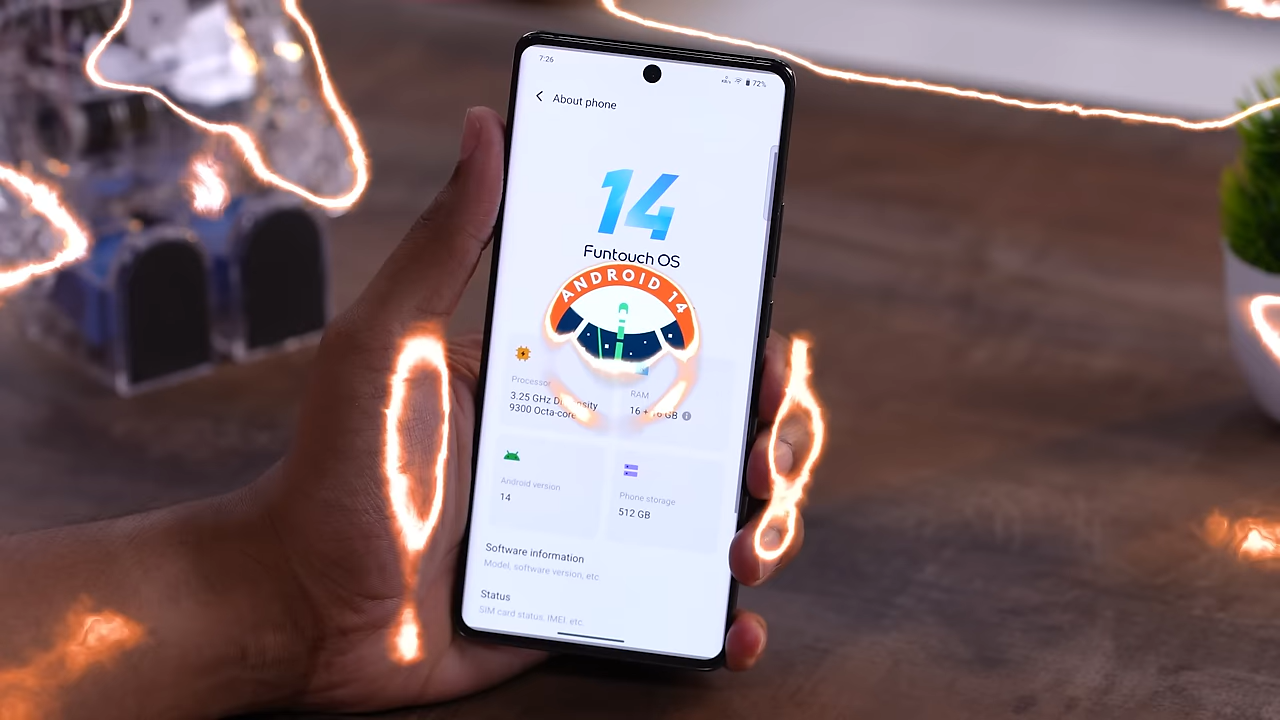 7:26
72%
About phone
14
Funtouch OS
ANDROID 14
Processor
3.25 GHz
9300 Octa-core
RAM
16 + 16 GB
Android version
14
Phone storage
512 GB
Software information
Model, software version, etc
Status
SIM card status, IMEI, etc.